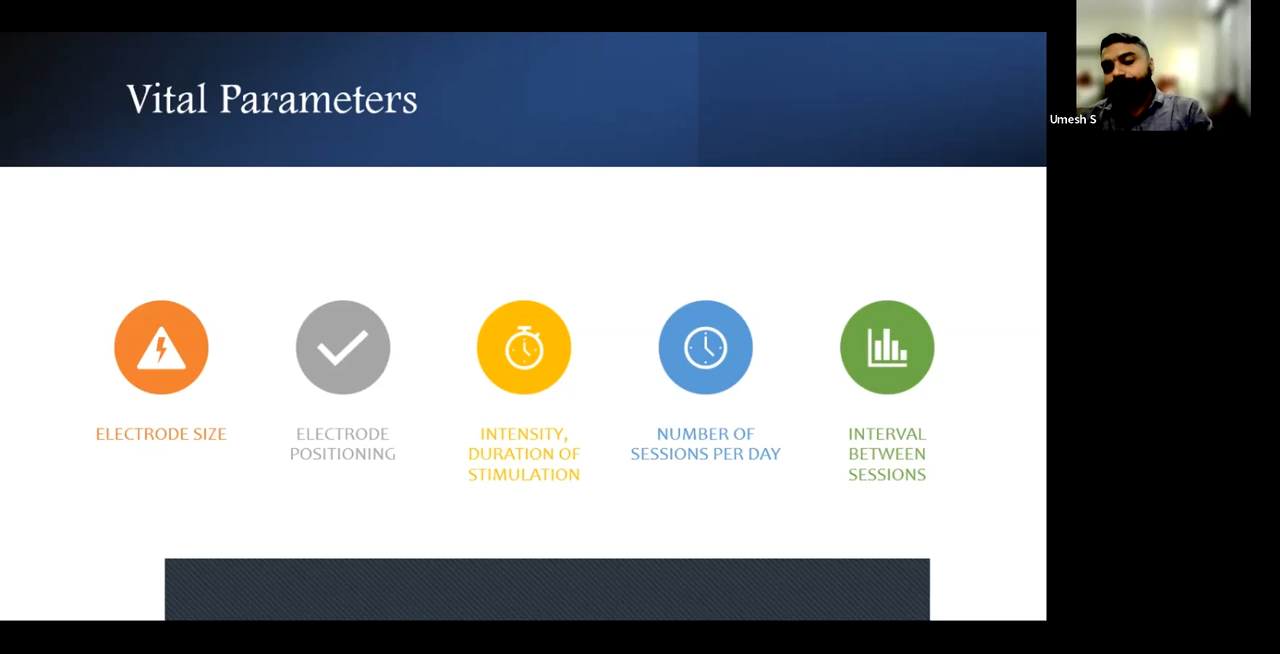 Vital Parameters
Umesh S
ELECTRODE SIZE
ELECTRODE
POSITIONING
INTENSITY,
DURATION OF
STIMULATION
NUMBER OF
SESSIONS PER DAY
INTERVAL
BETWEEN
SESSIONS